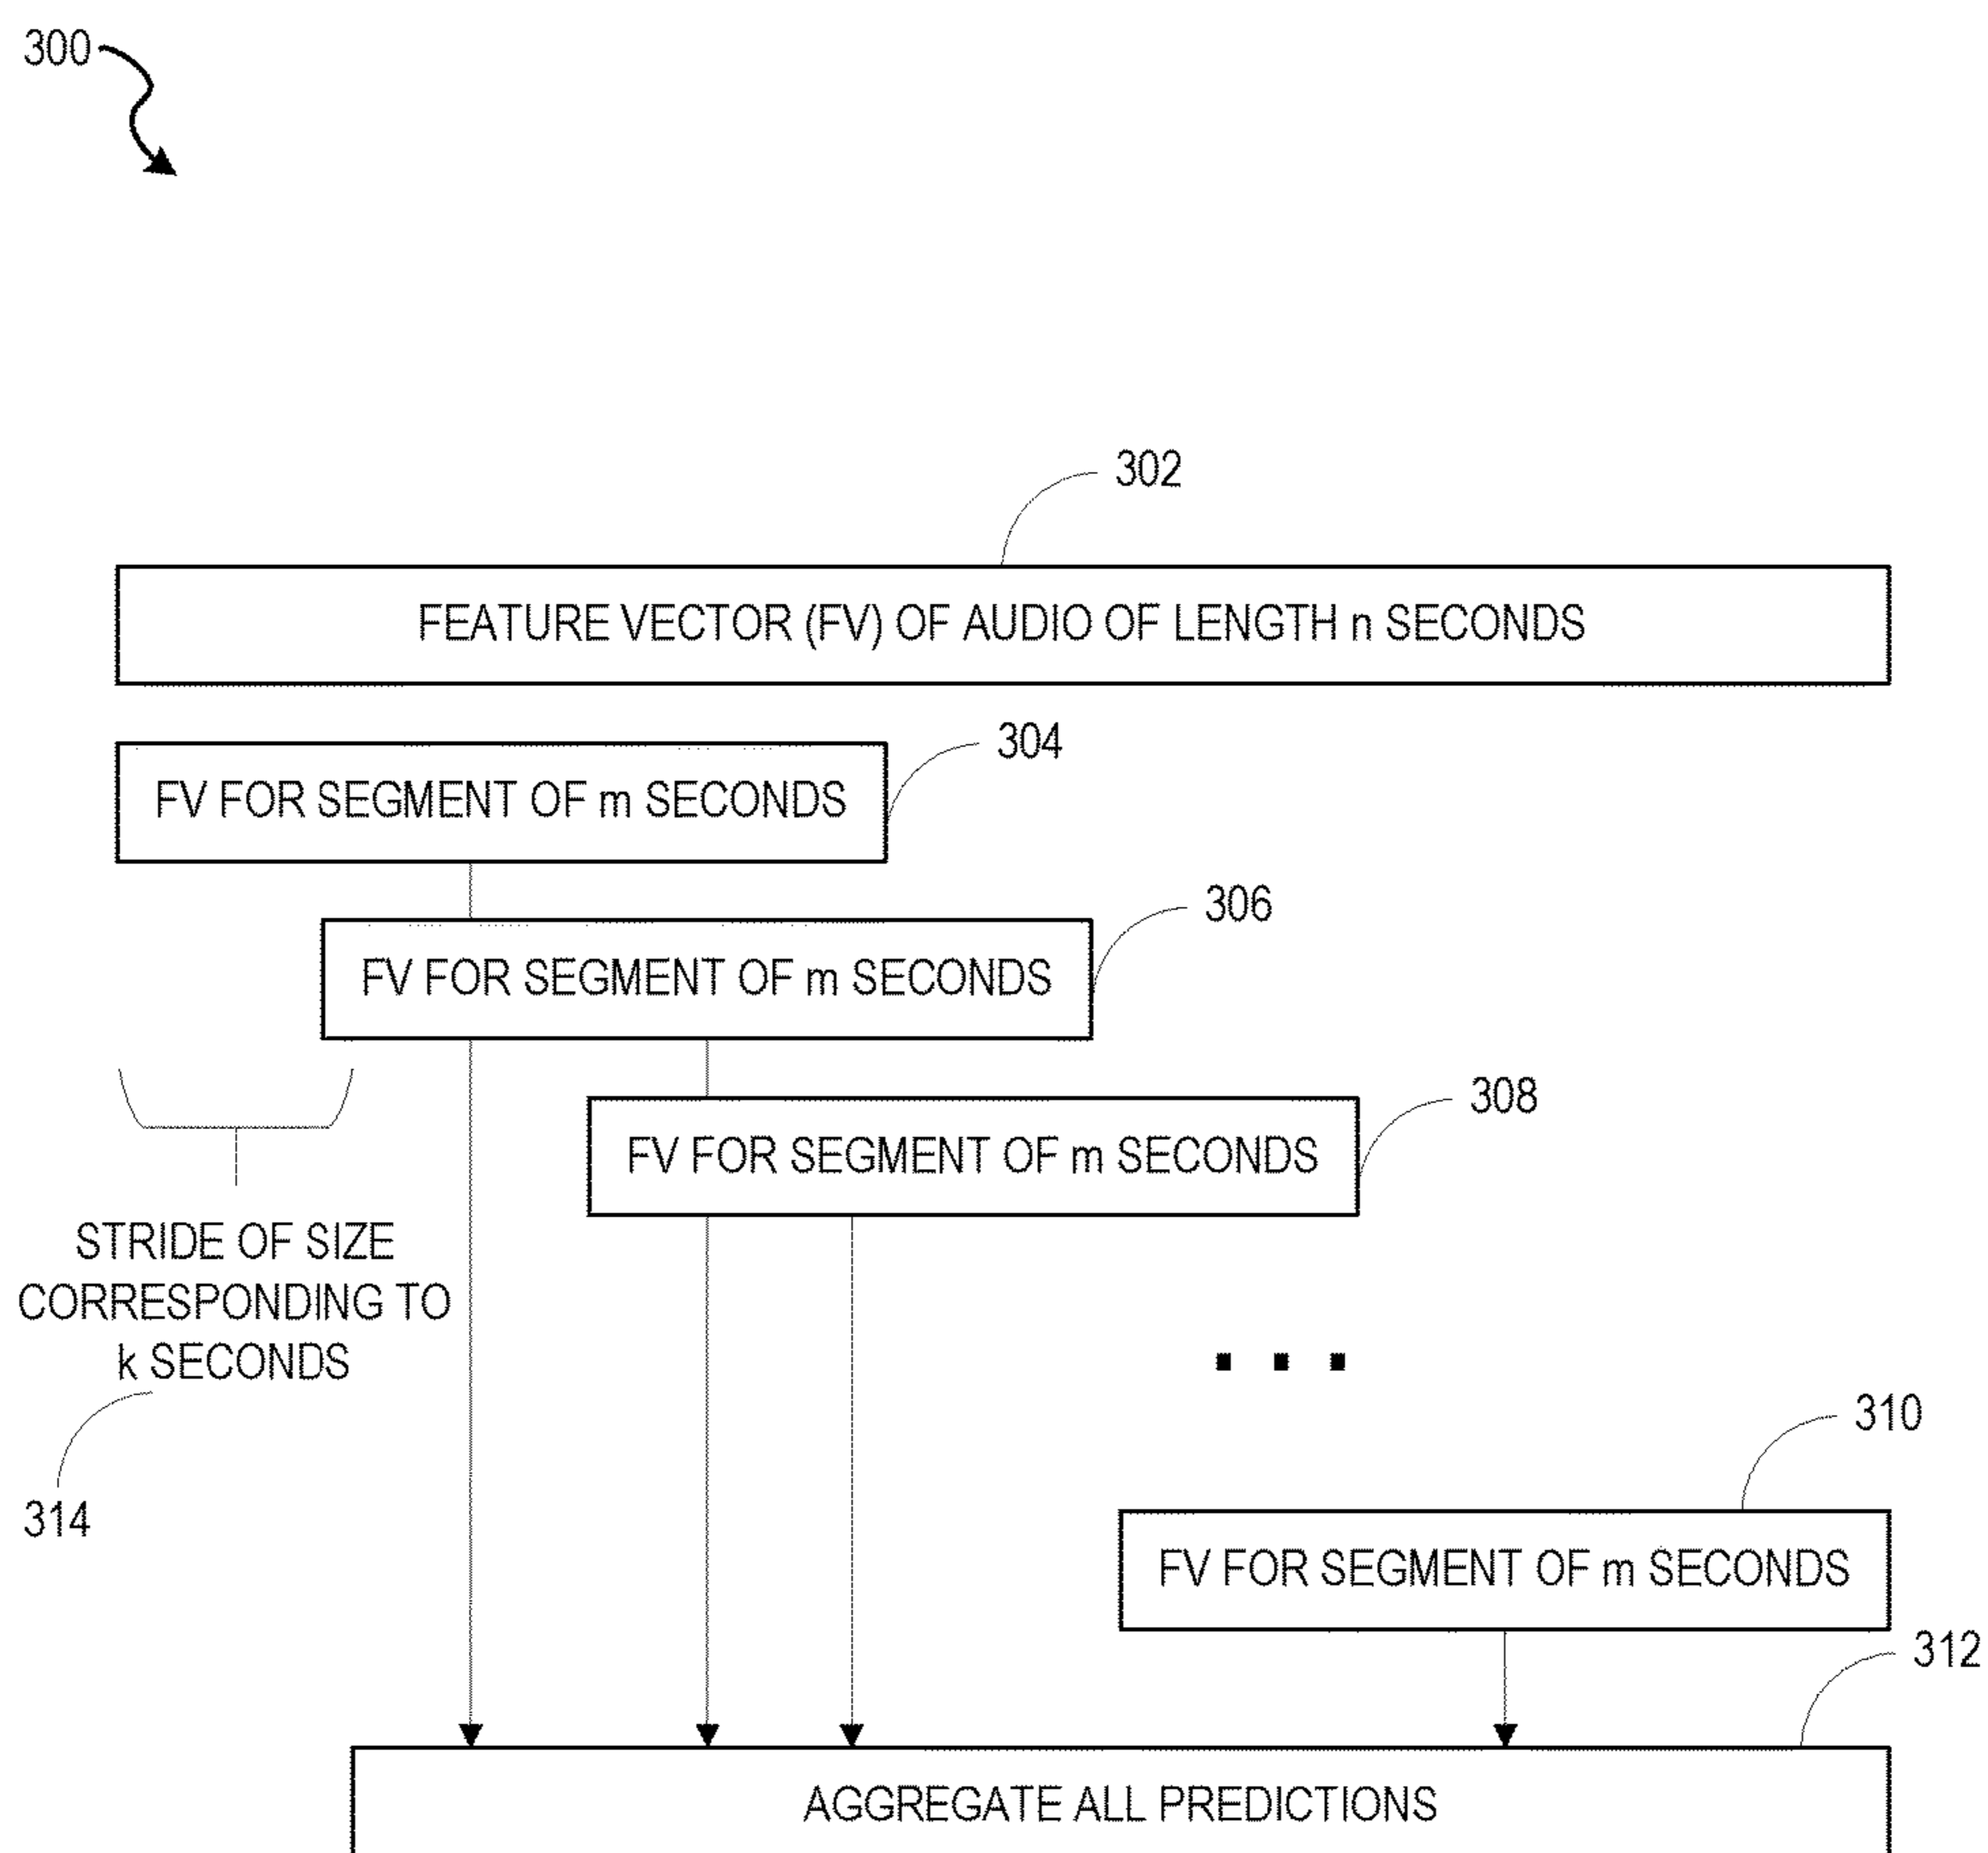 300
302
FEATURE VECTOR (FV) OF AUDIO OF LENGTH n SECONDS
304
FV FOR SEGMENT OF m SECONDS
306
FV FOR SEGMENT OF m SECONDS
308
FV FOR SEGMENT OF m SECONDS
STRIDE OF SIZE
CORRESPONDING TO
k SECONDS
314
310
FV FOR SEGMENT OF m SECONDS
312
AGGREGATE ALL PREDICTIONS